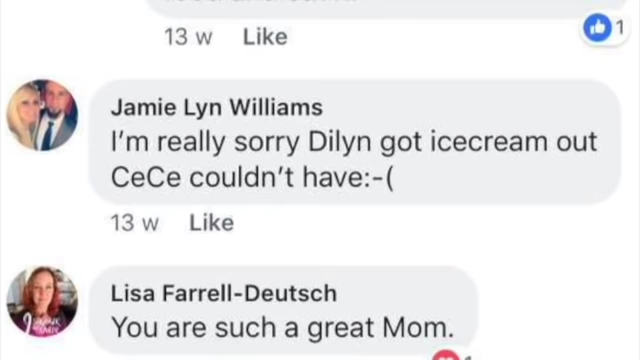 13 w Like
1
Jamie Lyn Williams
I'm really sorry Dilyn got icecream out
CeCe couldn't have:-(
13 w Like
Lisa Farrell-Deutsch
You are such a great Mom.